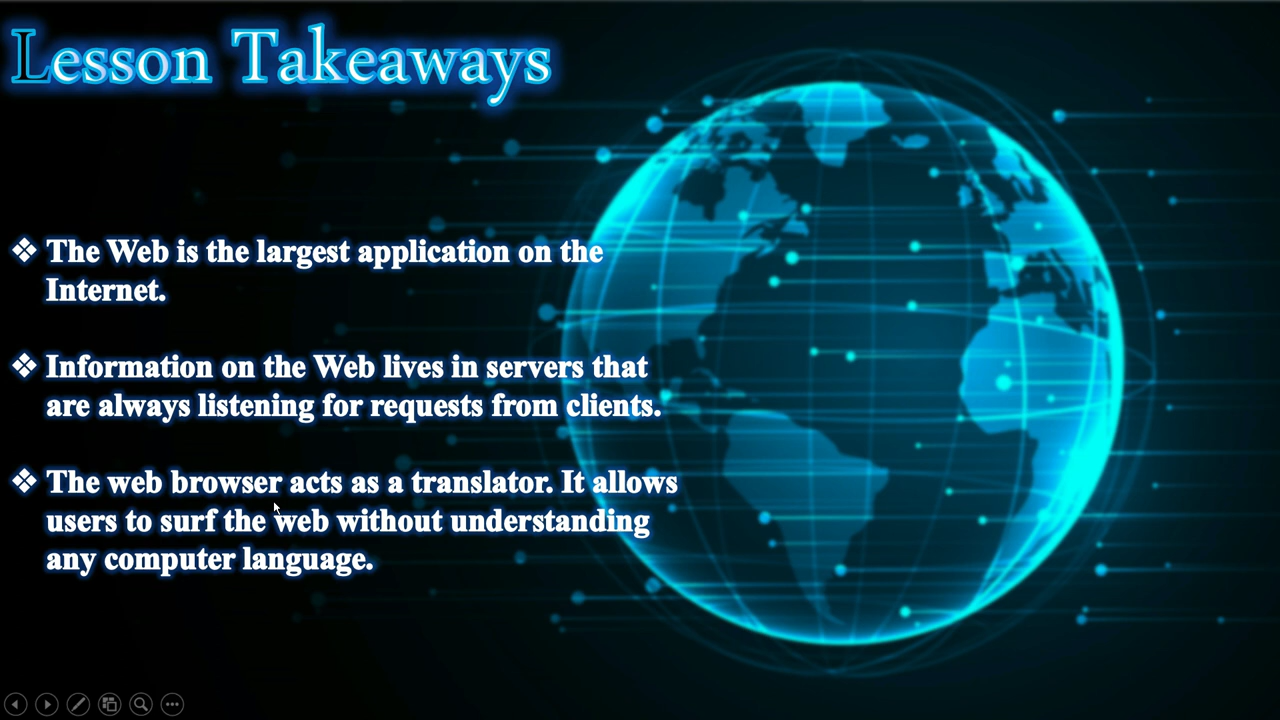 Lesson Takeaways
❖ The Web is the largest application on the
Internet.
❖ Information on the Web lives in servers that
are always listening for requests from clients.
❖ The web browser acts as a translator. It allows
users to surf the web without understanding
any computer language.